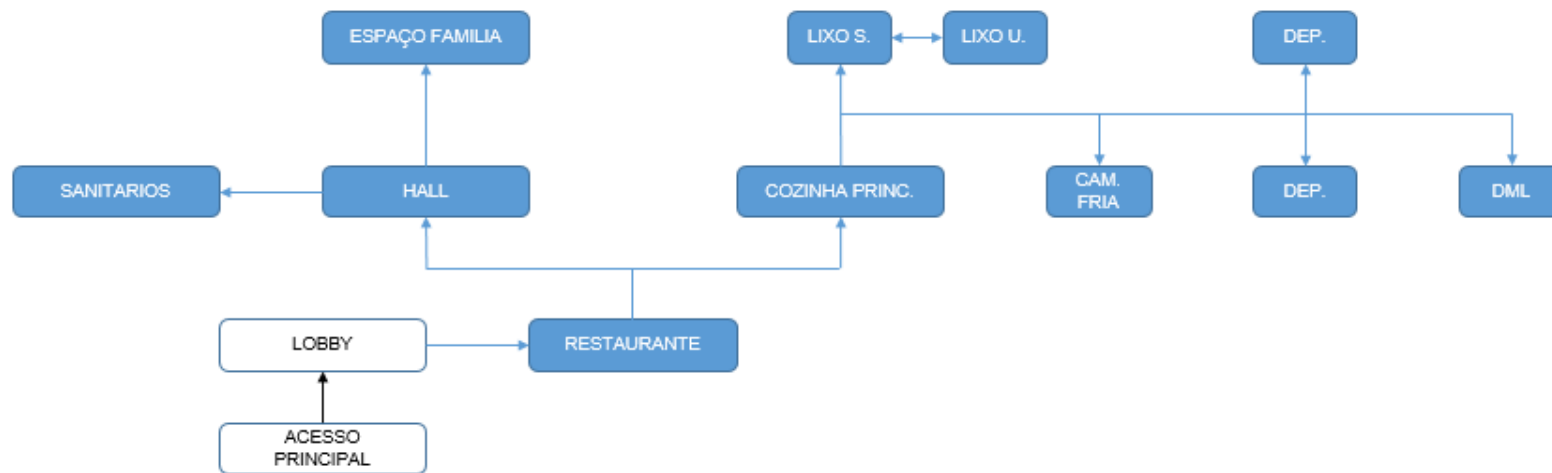 ESPAÇO FAMILIA
LIXO S.
LIXO U.
DEP.
SANITARIOS
HALL
COZINHA PRINC.
CAM.
FRIA
DEP.
DML
LOBBY
RESTAURANTE
ACESSO
PRINCIPAL